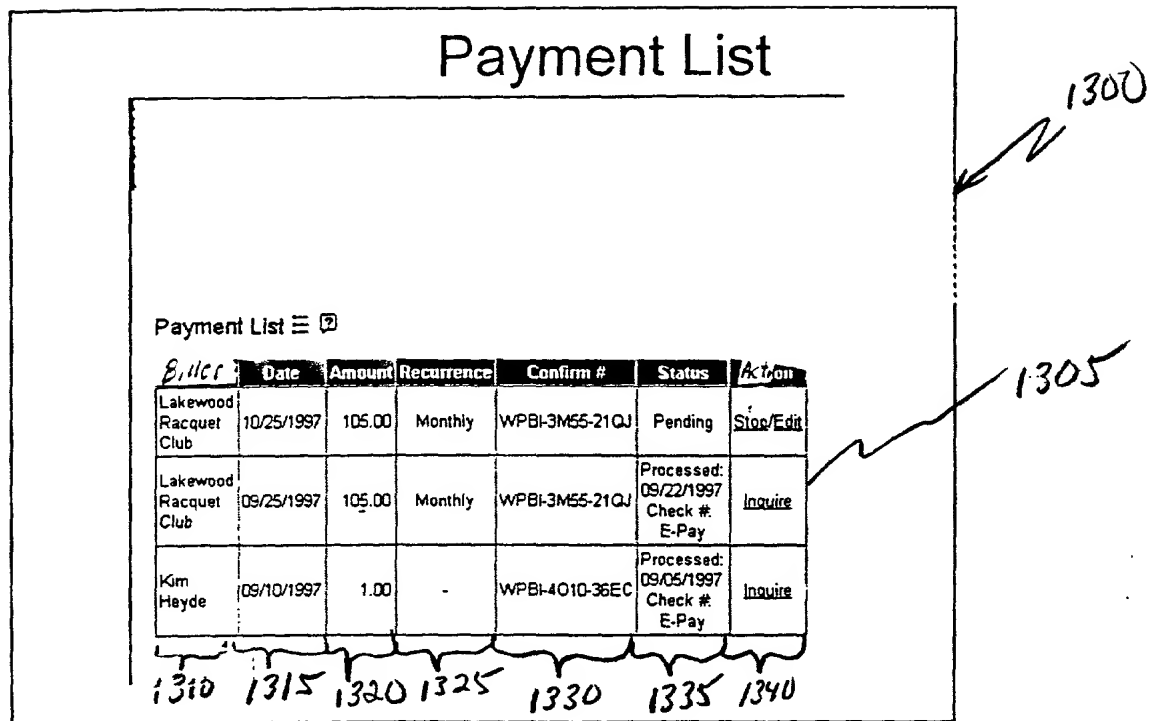 Payment List
1300
Payment List
Biller Date Amount Recurrence Confirm # Status Action
Lakewood Racquet Club 10/25/1997 105.00 Monthly WPBI-3M55-21QJ Pending Stop/Edit
1305
Lakewood Racquet Club 09/25/1997 105.00 Monthly WPBI-3M55-21QJ Processed: 09/22/1997 Check #: E-Pay Inquire
Kim Heyde 09/10/1997 1.00 - WPBI-4O10-36EC Processed: 09/05/1997 Check #: E-Pay Inquire
1310 1315 1320 1325 1330 1335 1340